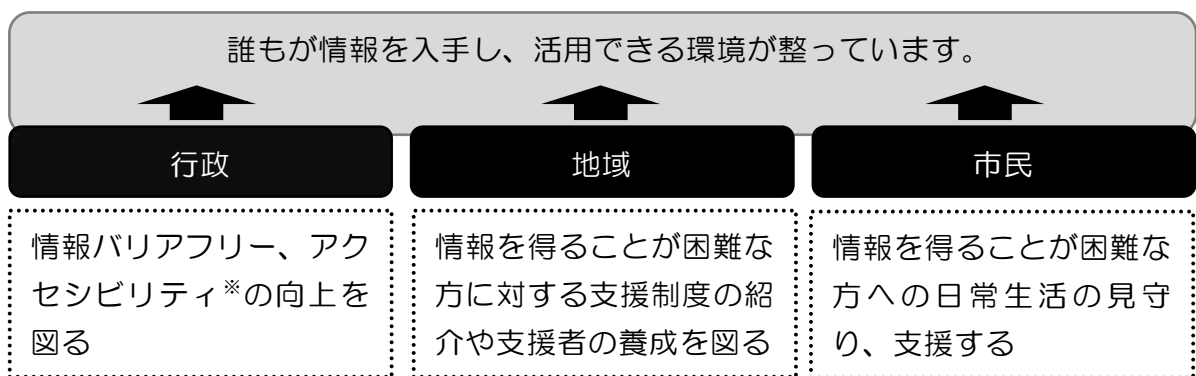 誰もが情報を入手し、活用できる環境が整っています。
行政
地域
市民
情報バリアフリー、アク
セシビリティ※の向上を
図る
情報を得ることが困難な
方に対する支援制度の紹
介や支援者の養成を図る
情報を得ることが困難な
方への日常生活の見守
り、支援する